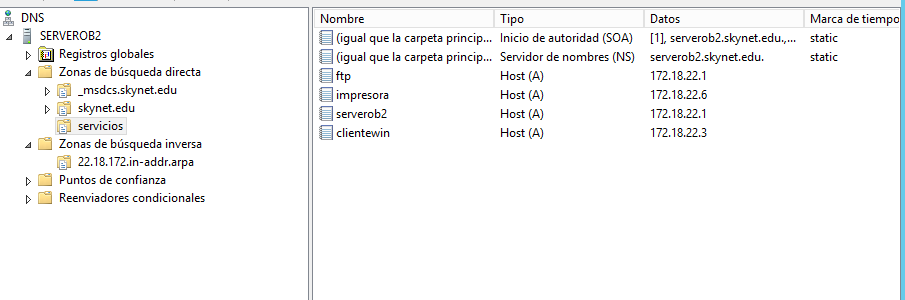 DNS
SERVEROB2
Registros globales
Zonas de búsqueda directa
_msdcs.skynet.edu
skynet.edu
servicios
Zonas de búsqueda inversa
22.18.172.in-addr.arpa
Puntos de confianza
Reenviadores condicionales
Nombre Tipo Datos Marca de tiempo
(igual que la carpeta princip... Inicio de autoridad (SOA) [1], serverob2.skynet.edu.,... static
(igual que la carpeta princip... Servidor de nombres (NS) serverob2.skynet.edu. static
ftp Host (A) 172.18.22.1
impresora Host (A) 172.18.22.6
serverob2 Host (A) 172.18.22.1
clientewin Host (A) 172.18.22.3